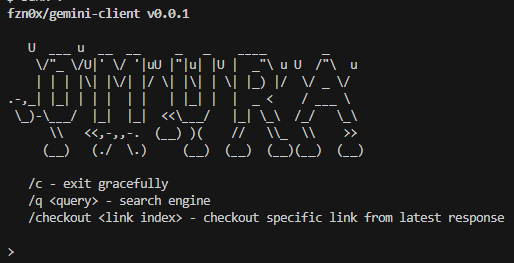 fzn0x/gemini-client v0.0.1
OMURA
/c - exit gracefully
/q <query> - search engine
/checkout <link index> - checkout specific link from latest response
>